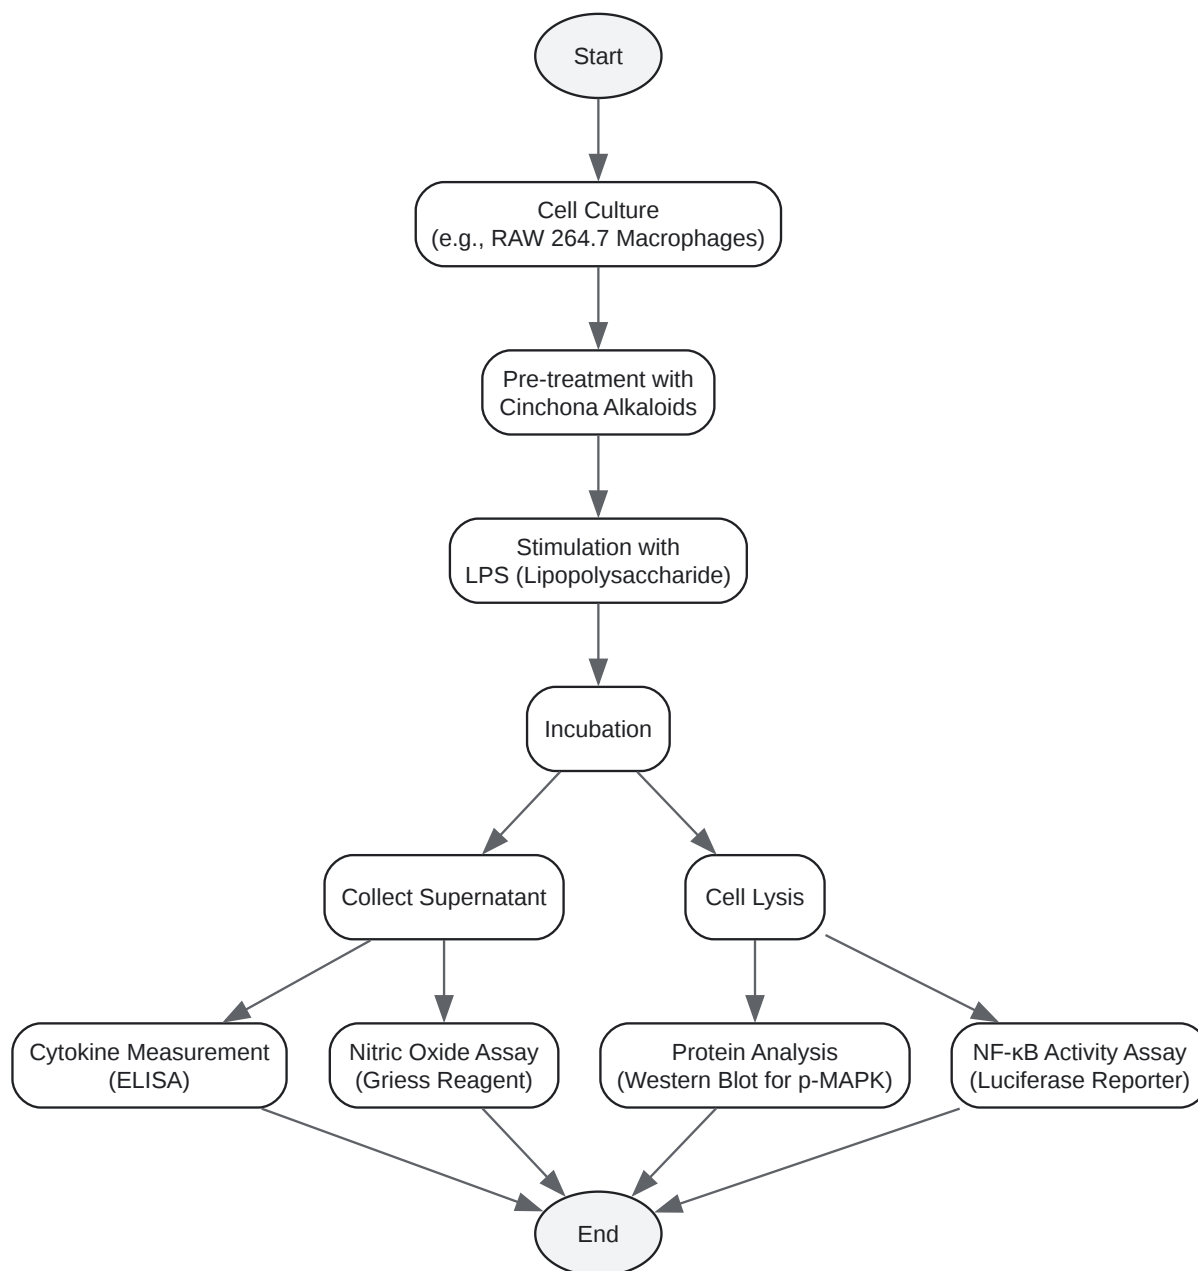 Start
Cell Culture
(e.g., RAW 264.7 Macrophages)
Pre-treatment with
Cinchona Alkaloids
Stimulation with
LPS (Lipopolysaccharide)
Incubation
Collect Supernatant
Cell Lysis
Cytokine Measurement
(ELISA)
Nitric Oxide Assay
(Griess Reagent)
Protein Analysis
(Western Blot for p-MAPK)
NF-κB Activity Assay
(Luciferase Reporter)
End